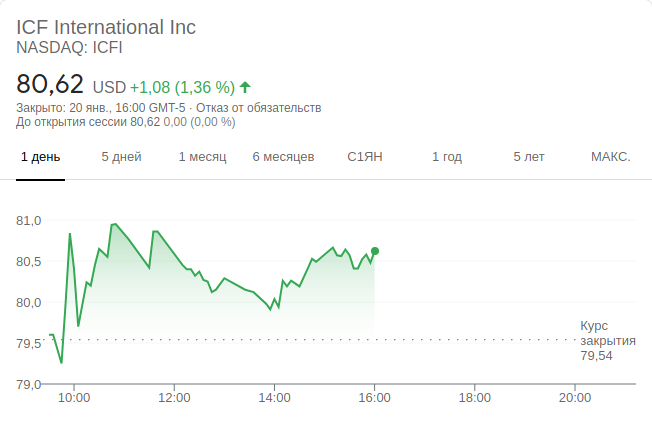 ICF International Inc
NASDAQ: ICFI
80,62 USD +1,08 (1,36 %)
Закрыто: 20 янв., 16:00 GMT-5 · Отказ от обязательств
До открытия сессии 80,62 0,00 (0,00 %)
1 день 5 дней 1 месяц 6 месяцев С1ЯН 1 год 5 лет МАКС.
81,0
80,5
80,0
79,5
79,0
Курс
закрытия
79,54
10:00 12:00 14:00 16:00 18:00 20:00